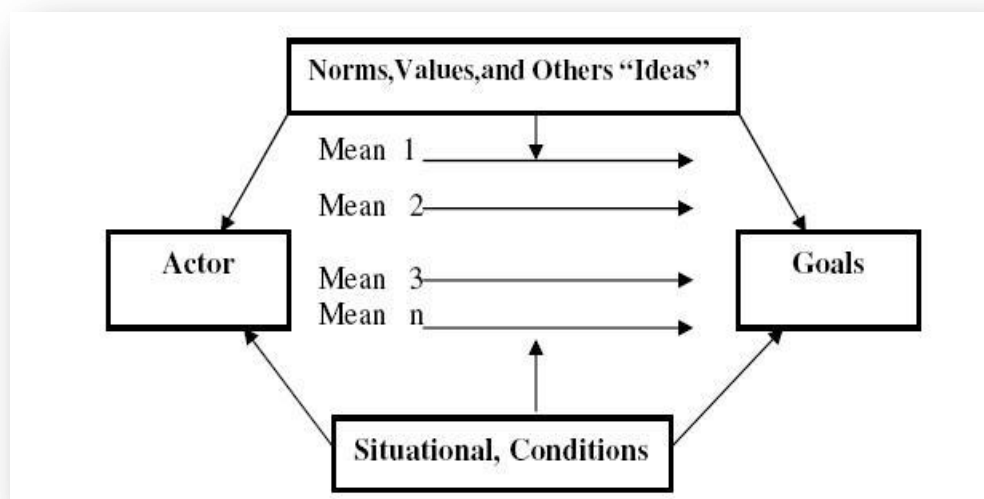 Norms,Values,and Others “Ideas”
Mean 1
Mean 2
Actor
Goals
Mean 3
Mean n
Situational, Conditions